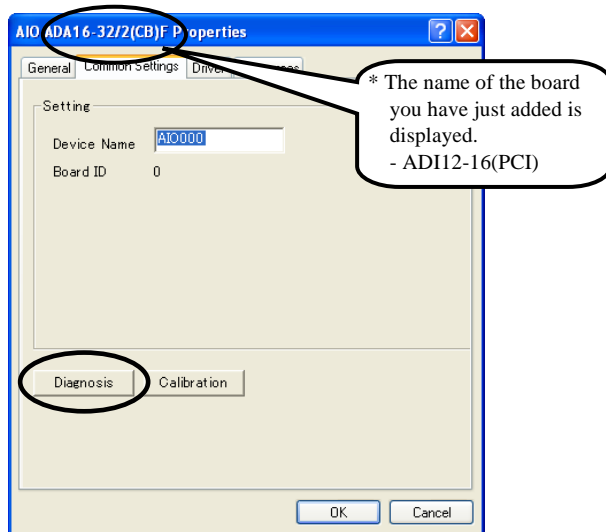 AIO ADA16-32/2(CB)F Properties
General Common Settings Driver
* The name of the board
you have just added is
displayed.
- ADI12-16(PCI)
Setting
Device Name AIO000
Board ID 0
Diagnosis Calibration
OK Cancel